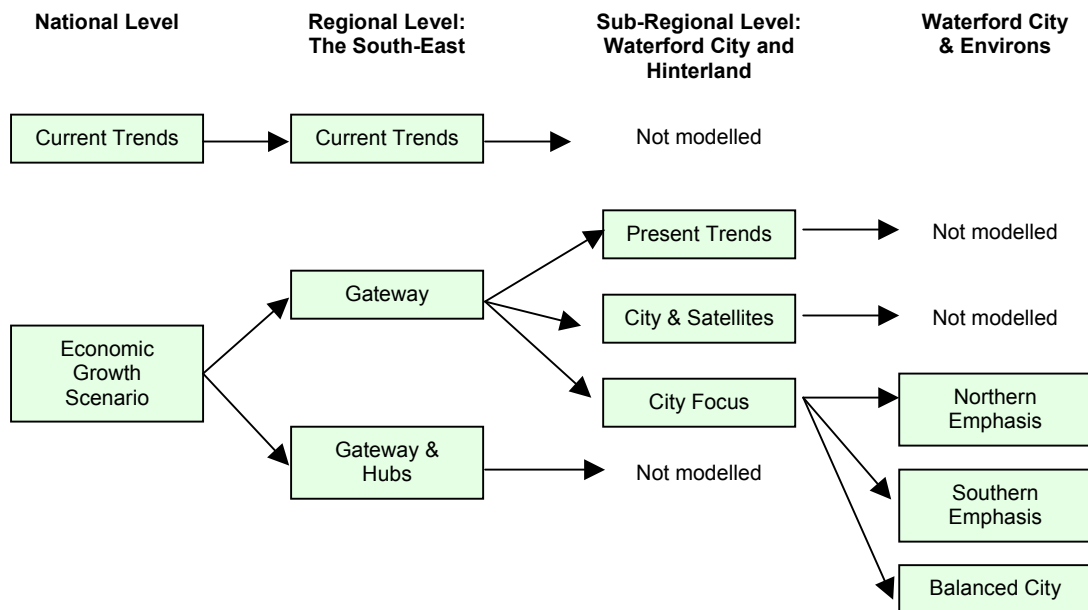 National Level
Regional Level:
The South-East
Sub-Regional Level:
Waterford City and
Hinterland
Waterford City
& Environs
Current Trends
Current Trends
Not modelled
Present Trends
Not modelled
Gateway
City & Satellites
Not modelled
Economic
Growth
Scenario
City Focus
Northern
Emphasis
Gateway &
Hubs
Not modelled
Southern
Emphasis
Balanced City